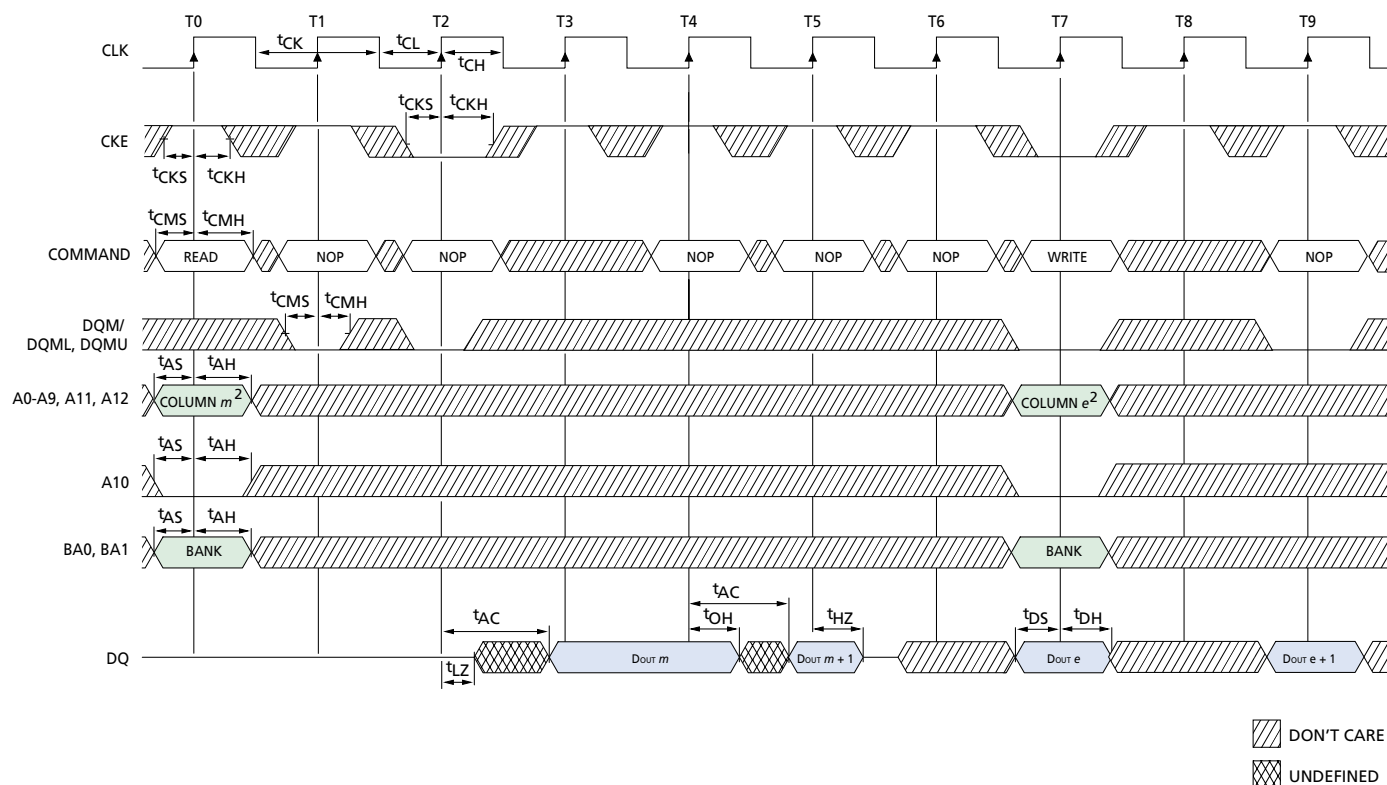 T0 T1 T2 T3 T4 T5 T6 T7 T8 T9
CLK
tCK tCL
tCH
tCKS tCKH
CKE
tCKS tCKH
tCMS tCMH
COMMAND READ NOP NOP NOP NOP NOP WRITE NOP
tCMS tCMH
DQM/
DQML, DQMU
tAS tAH
A0-A9, A11, A12 COLUMN m2 COLUMN e2
tAS tAH
A10
tAS tAH
BA0, BA1 BANK BANK
tAC
tAC tOH tHZ tDS tDH
DQ DOUT m DOUT m + 1 DOUT e DOUT e + 1
tLZ
DON'T CARE
UNDEFINED